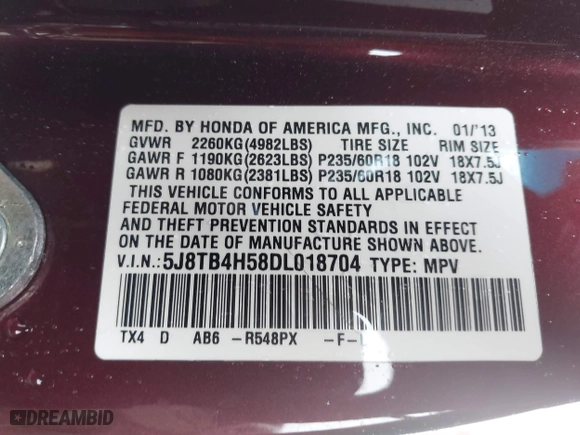 MFD. BY HONDA OF AMERICA MFG., INC. 01/'13
GVWR 2260KG(4982LBS) TIRE SIZE RIM SIZE
GAWR F 1190KG(2623LBS) P235/60R18 102V 18X7.5J
GAWR R 1080KG(2381LBS) P235/60R18 102V 18X7.5J
THIS VEHICLE CONFORMS TO ALL APPLICABLE
FEDERAL MOTOR VEHICLE SAFETY
AND THEFT PREVENTION STANDARDS IN EFFECT
ON THE DATE OF MANUFACTURE SHOWN ABOVE.
V.I.N.:5J8TB4H58DL018704 TYPE: MPV
TX4 D AB6 -R548PX -F-
DREAMBID